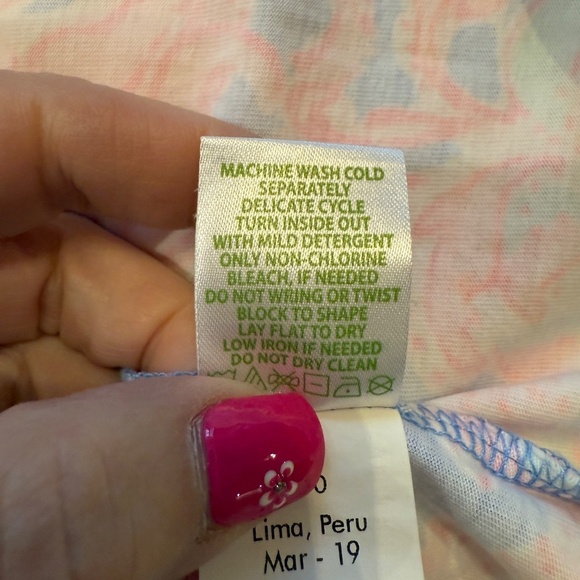 MACHINE WASH COLD
SEPARATELY
DELICATE CYCLE
TURN INSIDE OUT
WITH MILD DETERGENT
ONLY NON-CHLORINE
BLEACH, IF NEEDED
DO NOT WRING OR TWIST
BLOCK TO SHAPE
LAY FLAT TO DRY
LOW IRON IF NEEDED
DO NOT DRY CLEAN
Lima, Peru
Mar - 19